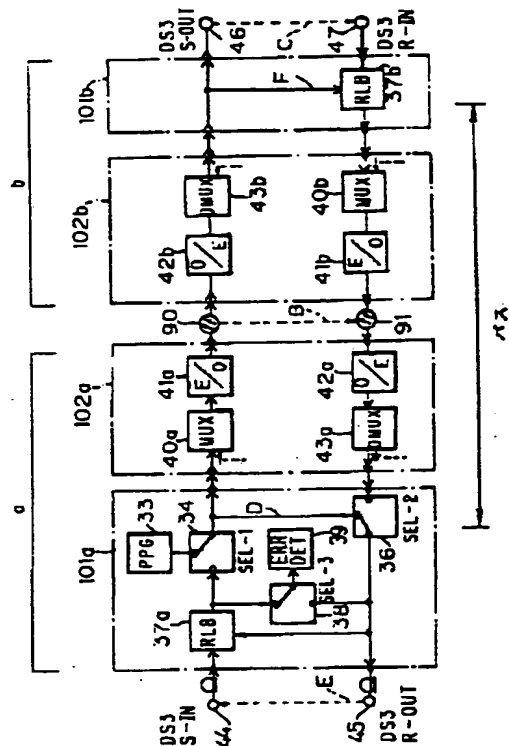 a
b
101a
102a
102b
101b
DS3
S-IN
44
37a
RLB
PPG
33
34
SEL-1
40a
MUX
41a
E/O
90
42b
O/E
DMUX
43b
DS3
S-OUT
46
D
ERR
DET
39
SEL-3
38
B
F
C
E
DS3
R-OUT
45
36
SEL-2
43a
DMUX
42a
O/E
91
41b
E/O
MUX
40b
RLB
37b
47
DS3
R-IN
パス